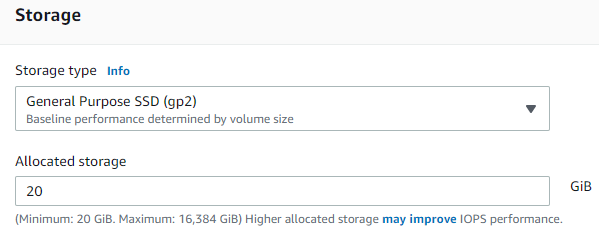 Storage
Storage type Info
General Purpose SSD (gp2)
Baseline performance determined by volume size
Allocated storage
20 GiB
(Minimum: 20 GiB. Maximum: 16,384 GiB) Higher allocated storage may improve IOPS performance.